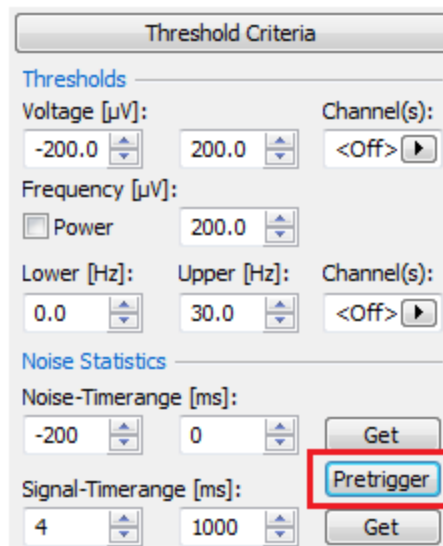 Threshold Criteria
Thresholds
Voltage [µV]: Channel(s):
-200.0 200.0 <Off>
Frequency [µV]:
Power 200.0
Lower [Hz]: Upper [Hz]: Channel(s):
0.0 30.0 <Off>
Noise Statistics
Noise-Timerange [ms]:
-200 0 Get
Pretrigger
Signal-Timerange [ms]:
4 1000 Get